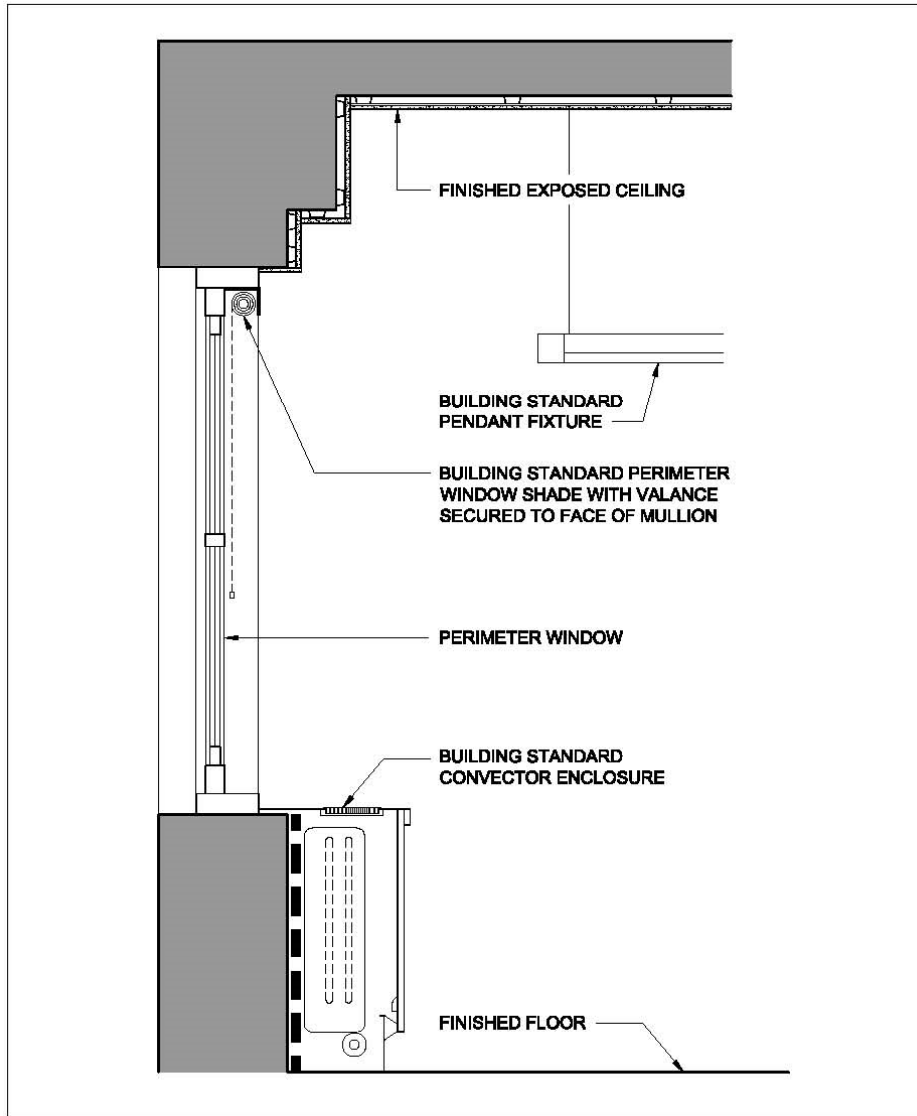 FINISHED EXPOSED CEILING
BUILDING STANDARD
PENDANT FIXTURE
BUILDING STANDARD PERIMETER
WINDOW SHADE WITH VALANCE
SECURED TO FACE OF MULLION
PERIMETER WINDOW
BUILDING STANDARD
CONVECTOR ENCLOSURE
FINISHED FLOOR